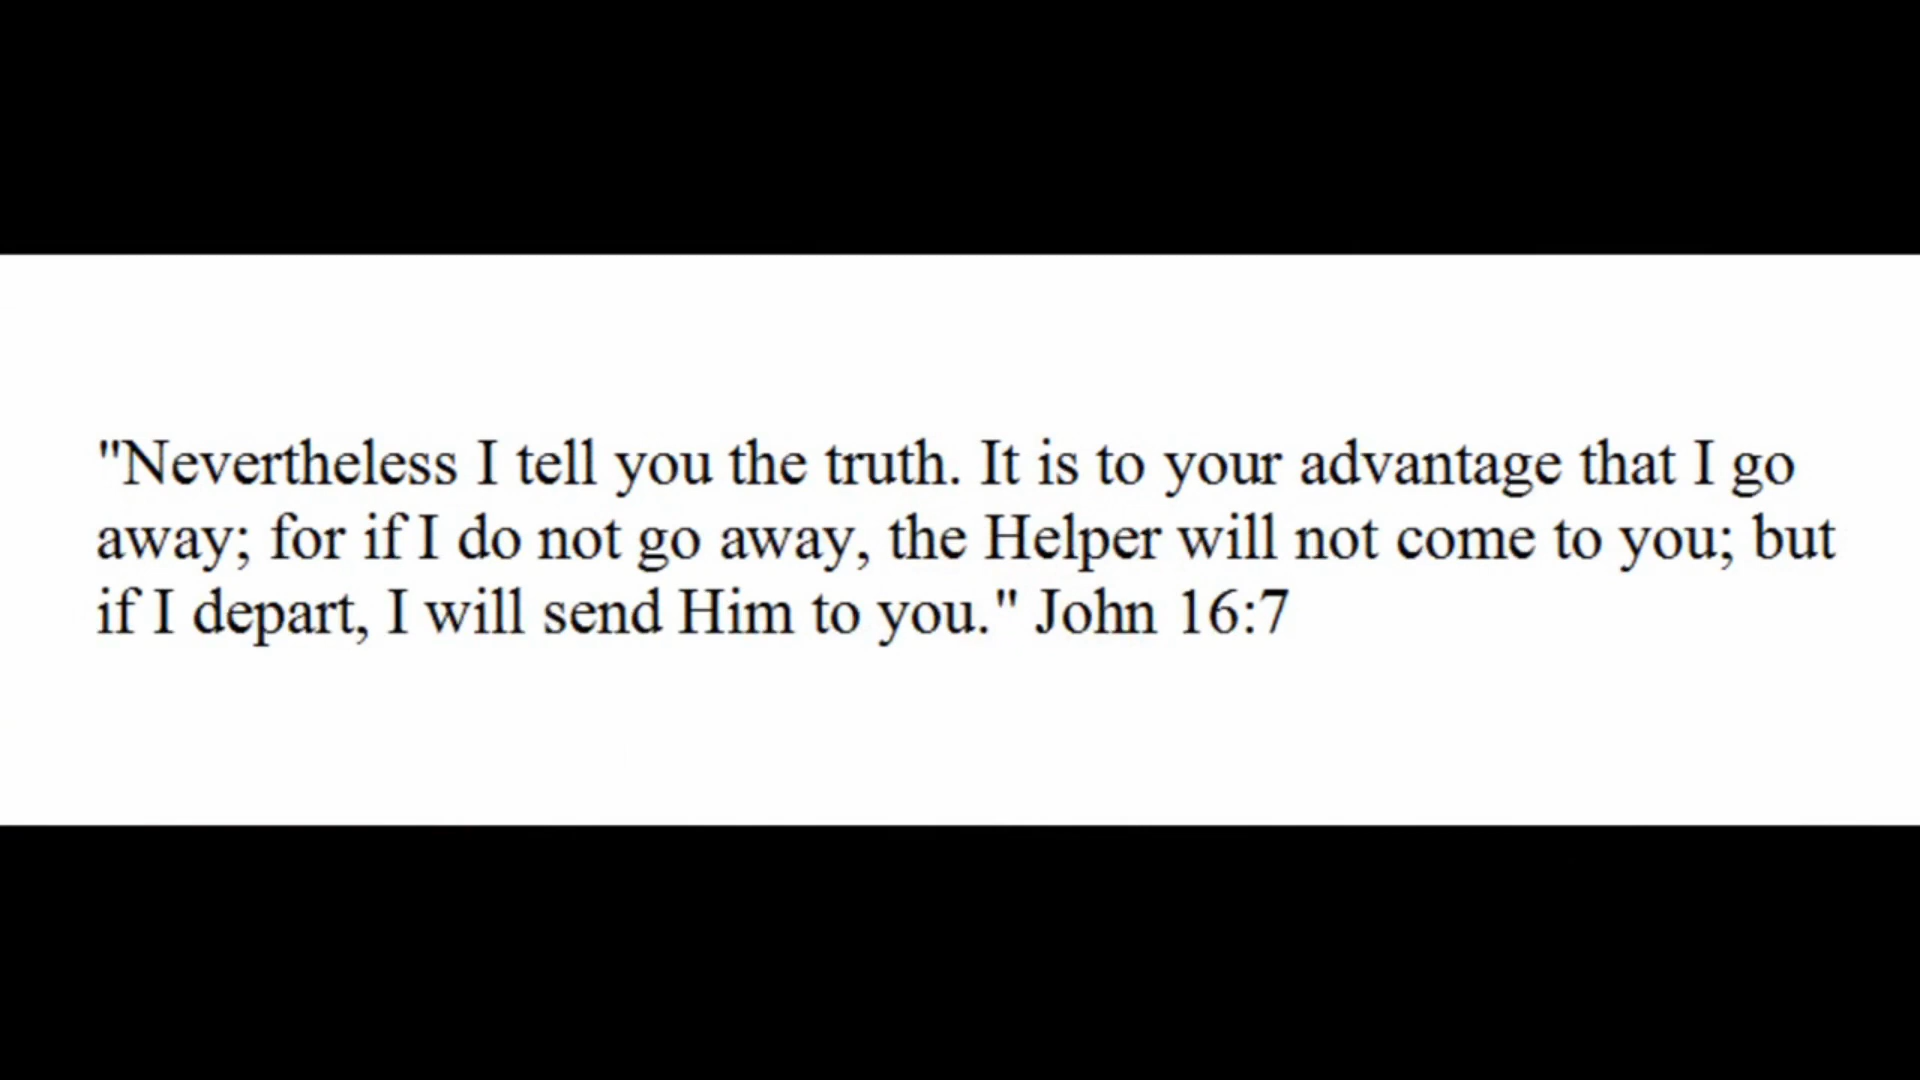 "Nevertheless I tell you the truth. It is to your advantage that I go
away; for if I do not go away, the Helper will not come to you; but
if I depart, I will send Him to you." John 16:7